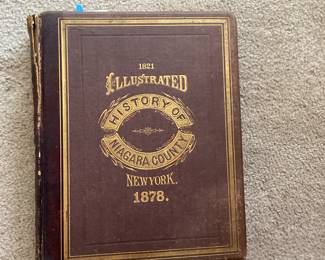 1821
ILLUSTRATED
HISTORY OF
NIAGARA COUNTY
NEW YORK.
1878.